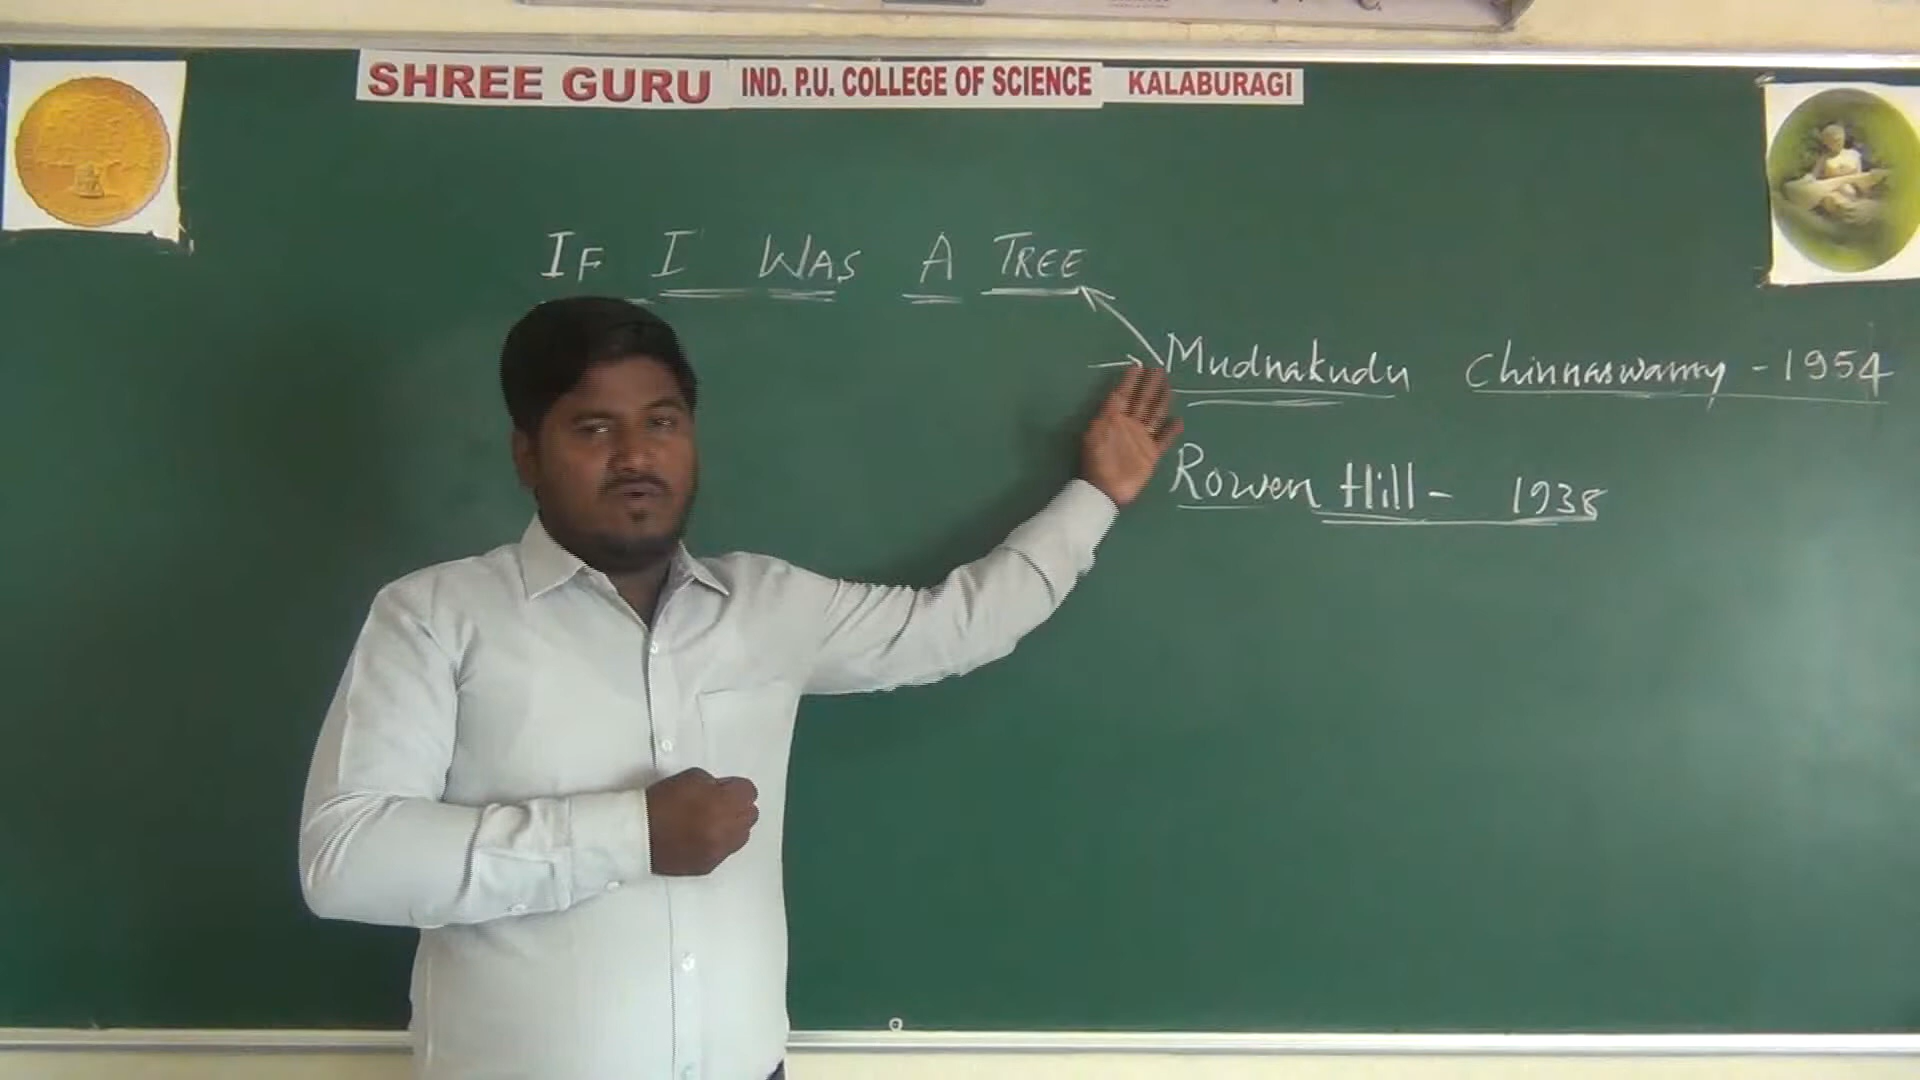 SHREE GURU IND. P.U. COLLEGE OF SCIENCE KALABURAGI
IF I WAS A TREE
Mudnakudu Chinnaswamy - 1954
Rowen Hill - 1938